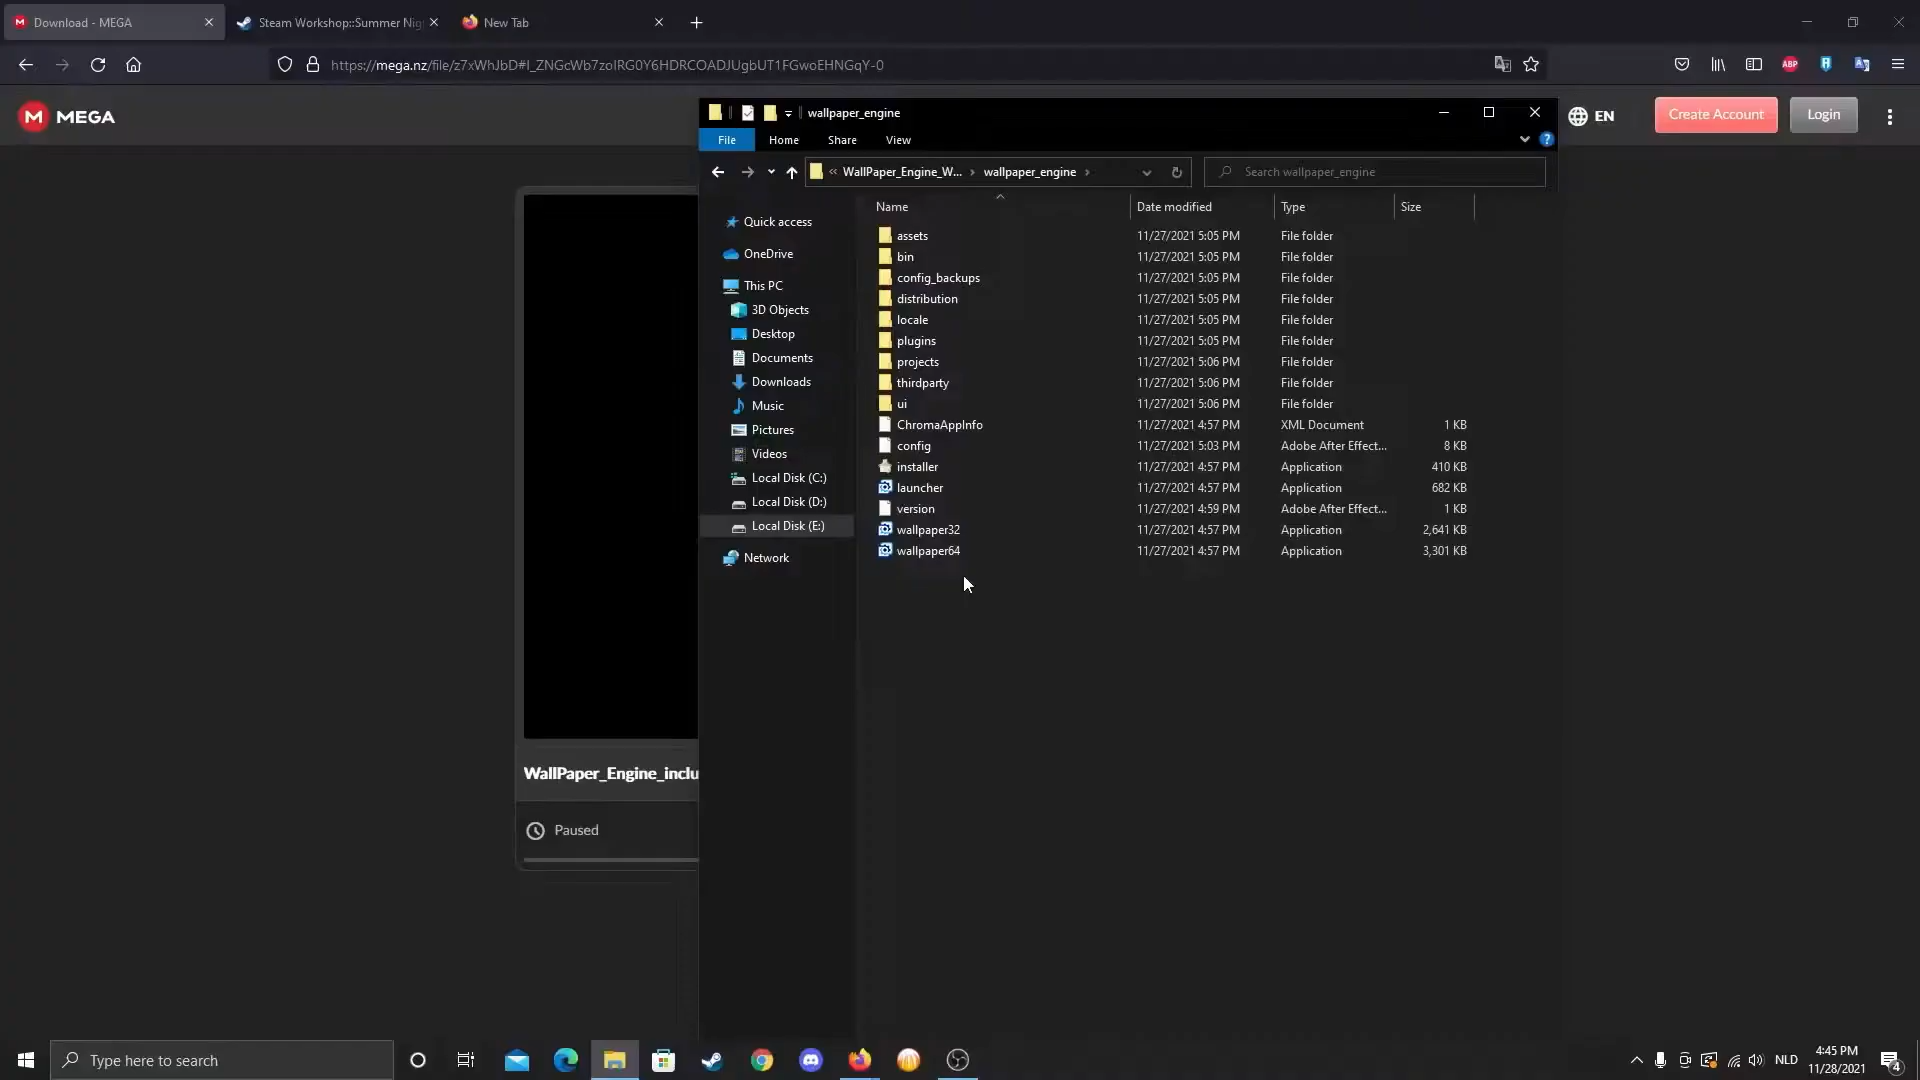 Download - MEGA
Steam Workshop::Summer Nig
New Tab
https://mega.nz/file/z7xWhJbD#I_ZNGcWb7zoIRG0Y6HDRCOADJUgbUT1FGwoEHNGqY-0
ABP
M MEGA
EN
Create Account
Login
wallpaper_engine
File Home Share View
« WallPaper_Engine_W... › wallpaper_engine ›
Search wallpaper_engine
Name Date modified Type Size
Quick access
OneDrive
This PC
3D Objects
Desktop
Documents
Downloads
Music
Pictures
Videos
Local Disk (C:)
Local Disk (D:)
Local Disk (E:)
Network
assets 11/27/2021 5:05 PM File folder
bin 11/27/2021 5:05 PM File folder
config_backups 11/27/2021 5:05 PM File folder
distribution 11/27/2021 5:05 PM File folder
locale 11/27/2021 5:05 PM File folder
plugins 11/27/2021 5:05 PM File folder
projects 11/27/2021 5:06 PM File folder
thirdparty 11/27/2021 5:06 PM File folder
ui 11/27/2021 5:06 PM File folder
ChromaAppInfo 11/27/2021 4:57 PM XML Document 1 KB
config 11/27/2021 5:03 PM Adobe After Effect... 8 KB
installer 11/27/2021 4:57 PM Application 410 KB
launcher 11/27/2021 4:57 PM Application 682 KB
version 11/27/2021 4:59 PM Adobe After Effect... 1 KB
wallpaper32 11/27/2021 4:57 PM Application 2,641 KB
wallpaper64 11/27/2021 4:57 PM Application 3,301 KB
WallPaper_Engine_inclu
Paused
Type here to search
NLD
4:45 PM
11/28/2021
4